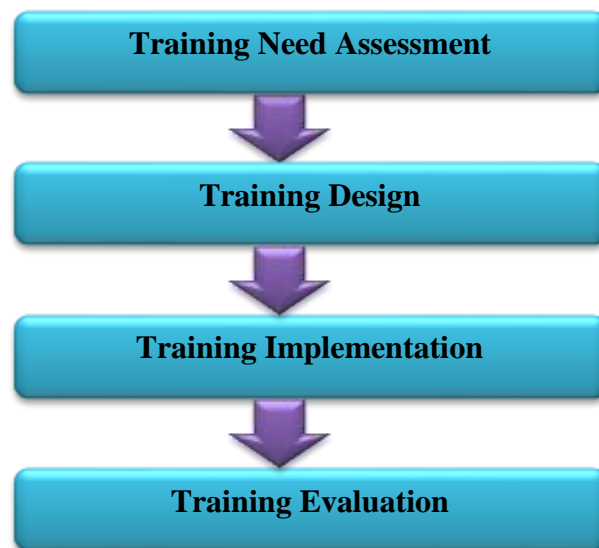 Training Need Assessment
Training Design
Training Implementation
Training Evaluation